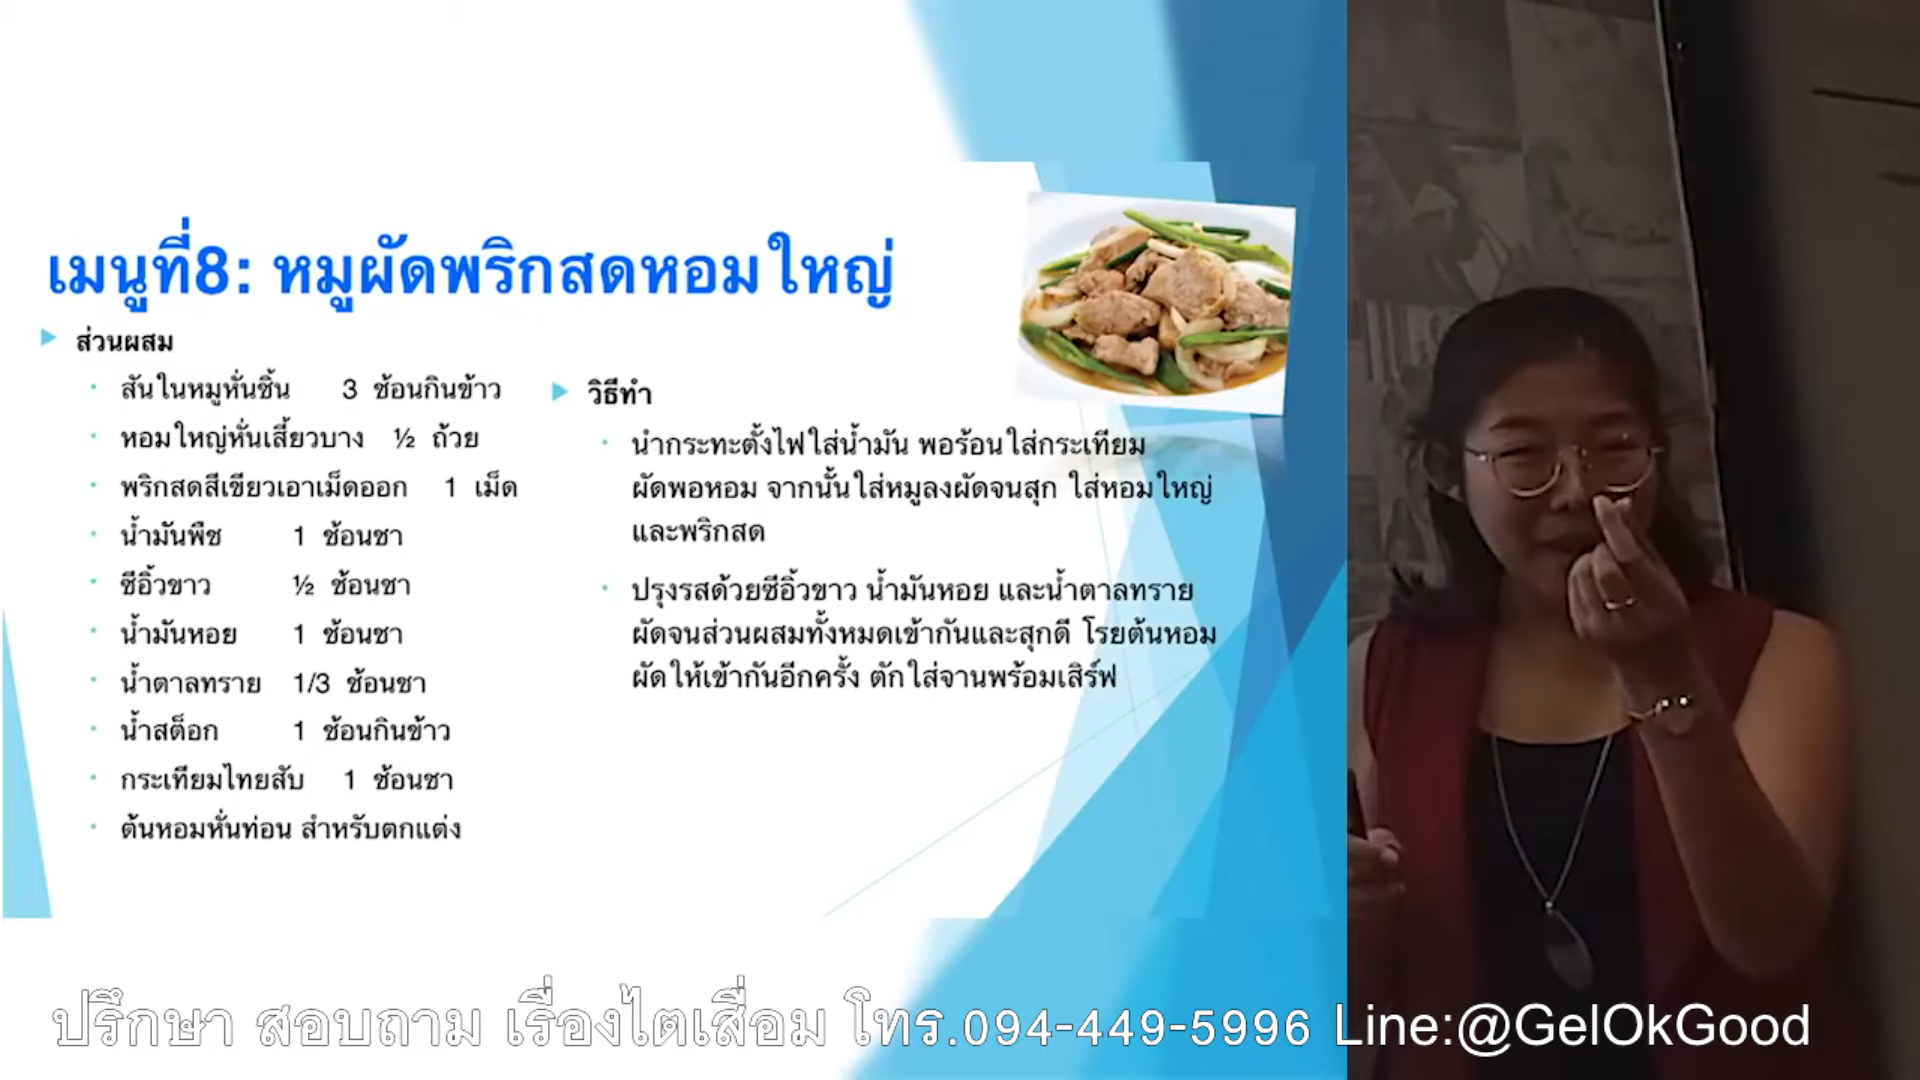 เมนูที่8: หมูผัดพริกสดหอมใหญ่
ส่วนผสม
สันในหมูหั่นชิ้น 3 ช้อนกินข้าว
หอมใหญ่หั่นเสี้ยวบาง ½ ถ้วย
พริกสดสีเขียวเอาเม็ดออก 1 เม็ด
น้ำมันพืช 1 ช้อนชา
ซีอิ้วขาว ½ ช้อนชา
น้ำมันหอย 1 ช้อนชา
น้ำตาลทราย 1/3 ช้อนชา
น้ำสต็อก 1 ช้อนกินข้าว
กระเทียมไทยสับ 1 ช้อนชา
ต้นหอมหั่นท่อน สำหรับตกแต่ง
วิธีทำ
นำกระทะตั้งไฟใส่น้ำมัน พอร้อนใส่กระเทียม
ผัดพอหอม จากนั้นใส่หมูลงผัดจนสุก ใส่หอมใหญ่
และพริกสด
ปรุงรสด้วยซีอิ้วขาว น้ำมันหอย และน้ำตาลทราย
ผัดจนส่วนผสมทั้งหมดเข้ากันและสุกดี โรยต้นหอม
ผัดให้เข้ากันอีกครั้ง ตักใส่จานพร้อมเสิร์ฟ
ปรึกษา สอบถาม เรื่องไตเสื่อม โทร.094-449-5996 Line:@GelOkGood